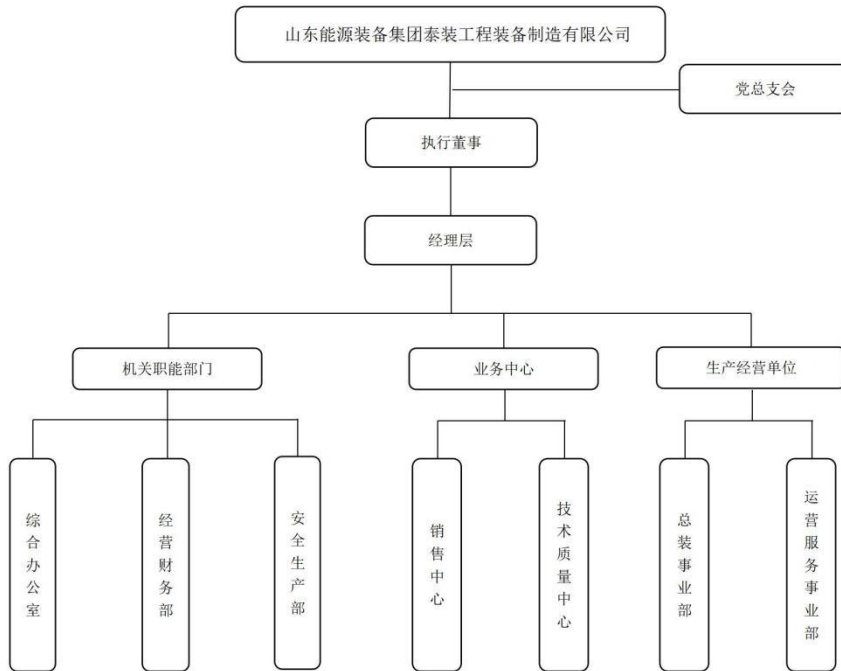 山东能源装备集团泰装工程装备制造有限公司
党总支会
执行董事
经理层
机关职能部门
业务中心
生产经营单位
综合办公室
经营财务部
安全生产部
销售中心
技术质量中心
总装事业部
运营服务事业部